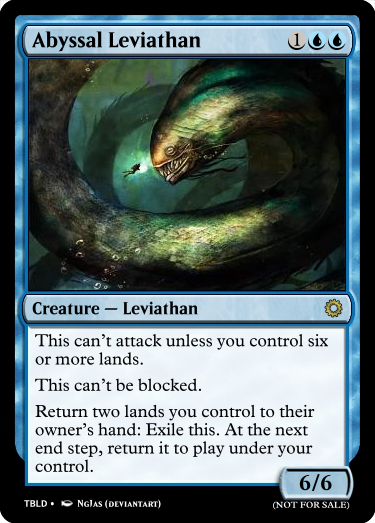 Abyssal Leviathan 1
Creature — Leviathan
This can't attack unless you control six
or more lands.
This can't be blocked.
Return two lands you control to their
owner's hand: Exile this. At the next
end step, return it to play under your
control.
6/6
TBLD • NgJas (deviantart)
(NOT FOR SALE)